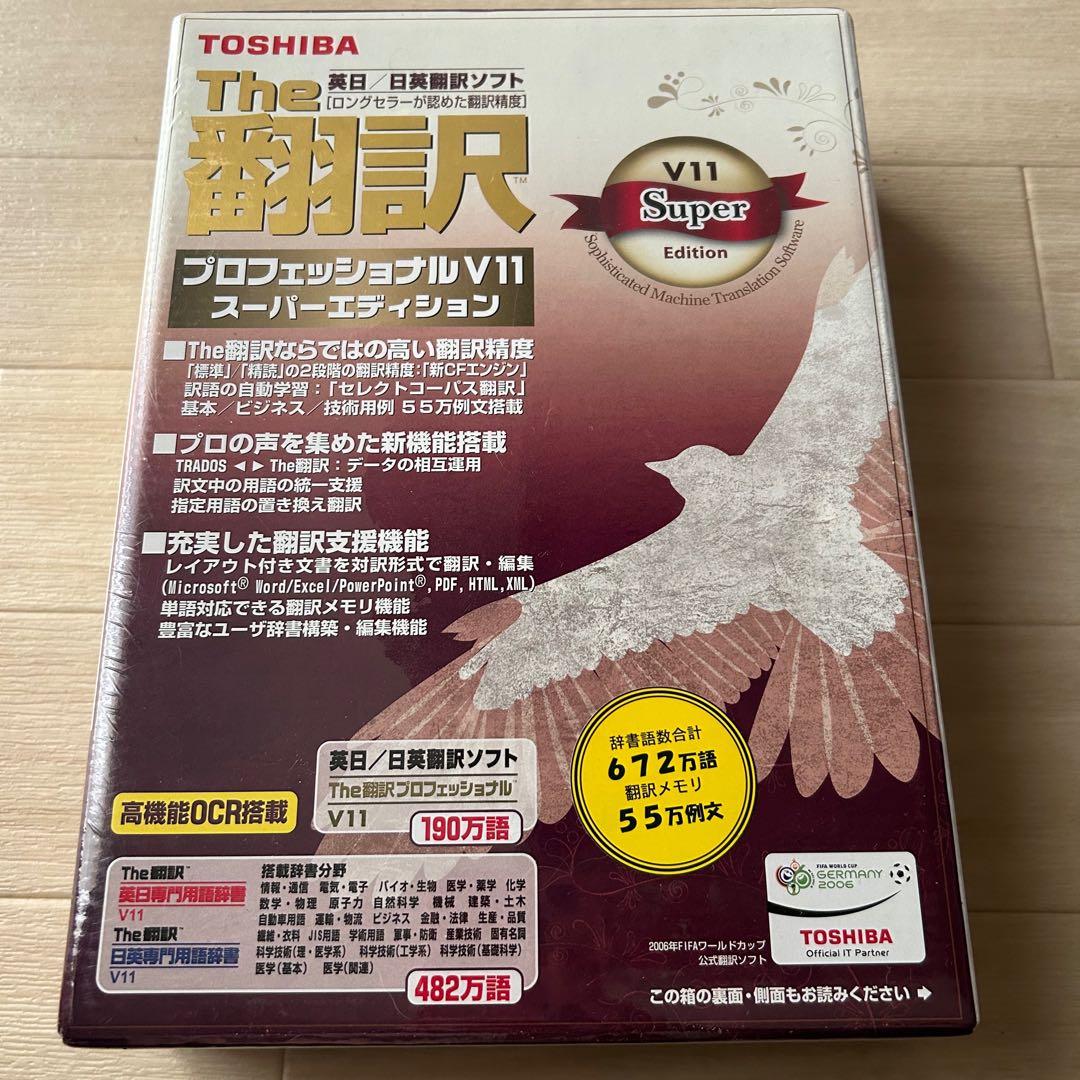 TOSHIBA
英日／日英翻訳ソフト
[ロングセラーが認めた翻訳精度]
The
翻訳™
プロフェッショナルV11
スーパーエディション
V11
Super
Edition
Sophisticated Machine Translation Software
■The翻訳ならではの高い翻訳精度
「標準」/「精読」の2段階の翻訳精度:「新CFエンジン」
訳語の自動学習：「セレクトコーパス翻訳」
基本／ビジネス／技術用例 55万例文搭載
■プロの声を集めた新機能搭載
TRADOS ◄► The翻訳：データの相互運用
訳文中の用語の統一支援
指定用語の置き換え翻訳
■充実した翻訳支援機能
レイアウト付き文書を対訳形式で翻訳・編集
(Microsoft® Word/Excel/PowerPoint®, PDF, HTML,XML)
単語対応できる翻訳メモリ機能
豊富なユーザ辞書構築・編集機能
辞書語数合計
672万語
翻訳メモリ
55万例文
英日／日英翻訳ソフト
The翻訳プロフェッショナル™
V11
190万語
高機能OCR搭載
The翻訳™
英日専門用語辞書
V11
The翻訳™
日英専門用語辞書
V11
搭載辞書分野
情報・通信 電気・電子 バイオ・生物 医学・薬学 化学
数学・物理 原子力 自然科学 機械 建築・土木
自動車用語 運輸・物流 ビジネス 金融・法律 生産・品質
繊維・衣料 JIS用語 学術用語 軍事・防衛 産業技術 固有名詞
科学技術(理・医学系) 科学技術(工学系) 科学技術(基礎科学)
医学(基本) 医学(関連)
482万語
FIFA WORLD CUP
GERMANY
2006
TOSHIBA
Official IT Partner
2006年FIFAワールドカップ
公式翻訳ソフト
この箱の裏面・側面もお読みください ➡